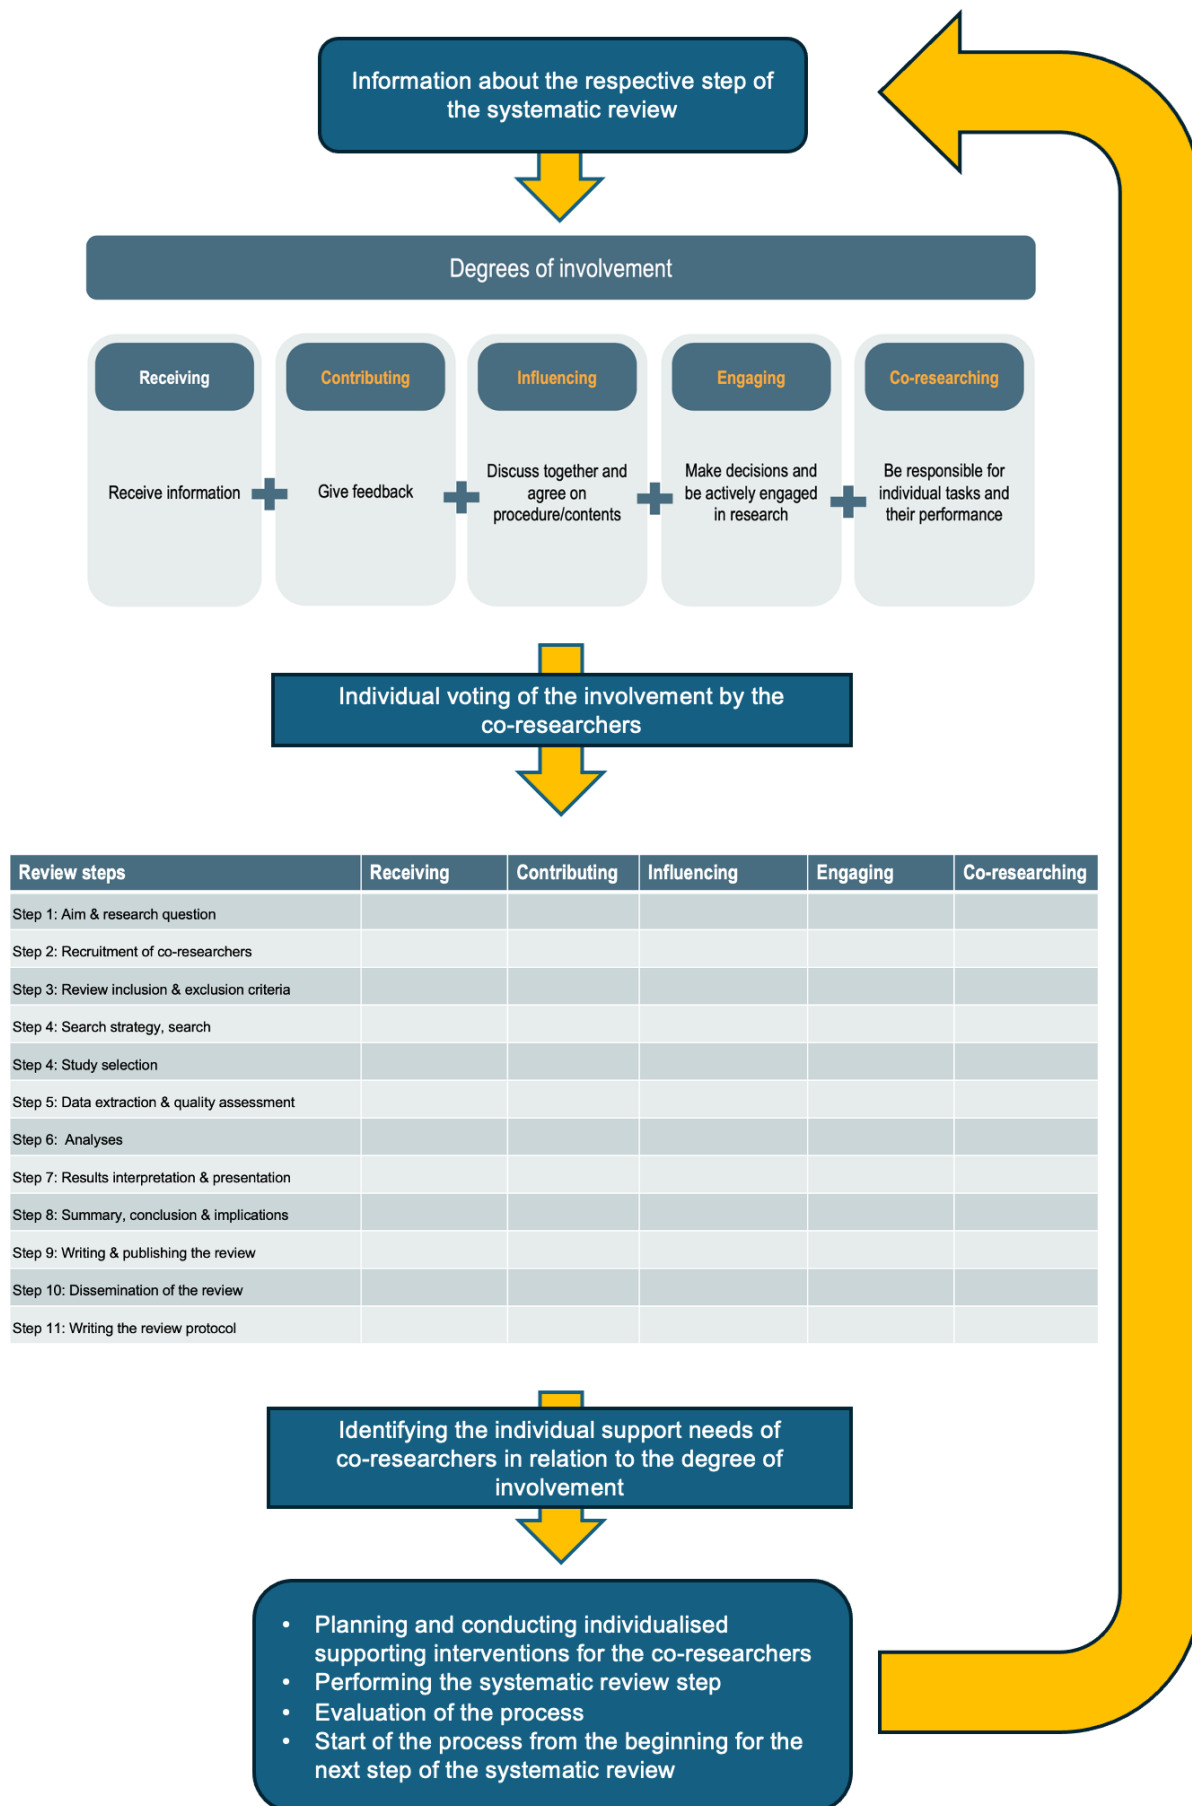 Information about the respective step of
the systematic review
Degrees of involvement
Receiving
Contributing
Influencing
Engaging
Co-researching
Receive information
Give feedback
Discuss together and
agree on
procedure/contents
Make decisions and
be actively engaged
in research
Be responsible for
individual tasks and
their performance
Individual voting of the involvement by the
co-researchers
Review steps Receiving Contributing Influencing Engaging Co-researching
Step 1: Aim & research question
Step 2: Recruitment of co-researchers
Step 3: Review inclusion & exclusion criteria
Step 4: Search strategy, search
Step 4: Study selection
Step 5: Data extraction & quality assessment
Step 6: Analyses
Step 7: Results interpretation & presentation
Step 8: Summary, conclusion & implications
Step 9: Writing & publishing the review
Step 10: Dissemination of the review
Step 11: Writing the review protocol
Identifying the individual support needs of
co-researchers in relation to the degree of
involvement
• Planning and conducting individualised
supporting interventions for the co-researchers
• Performing the systematic review step
• Evaluation of the process
• Start of the process from the beginning for the
next step of the systematic review